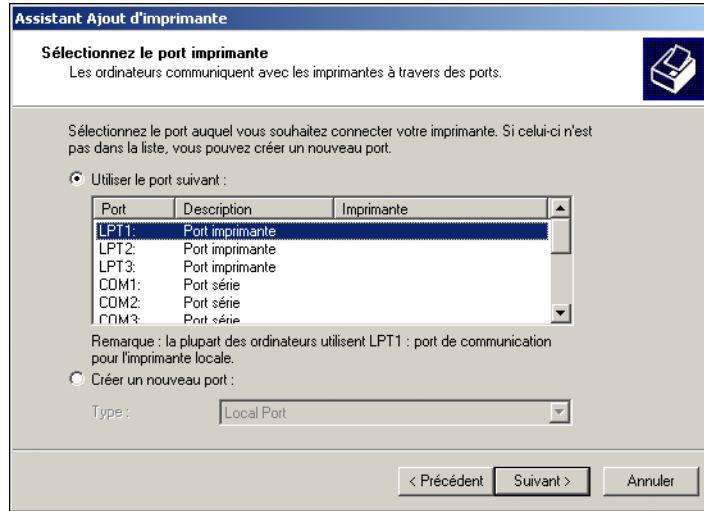 Assistant Ajout d'imprimante
Sélectionnez le port imprimante
Les ordinateurs communiquent avec les imprimantes à travers des ports.
Sélectionnez le port auquel vous souhaitez connecter votre imprimante. Si celui-ci n'est
pas dans la liste, vous pouvez créer un nouveau port.
Utiliser le port suivant :
Port Description Imprimante
LPT1: Port imprimante
LPT2: Port imprimante
LPT3: Port imprimante
COM1: Port série
COM2: Port série
COM3: Port série
Remarque : la plupart des ordinateurs utilisent LPT1 : port de communication
pour l'imprimante locale.
Créer un nouveau port :
Type : Local Port
< Précédent Suivant > Annuler